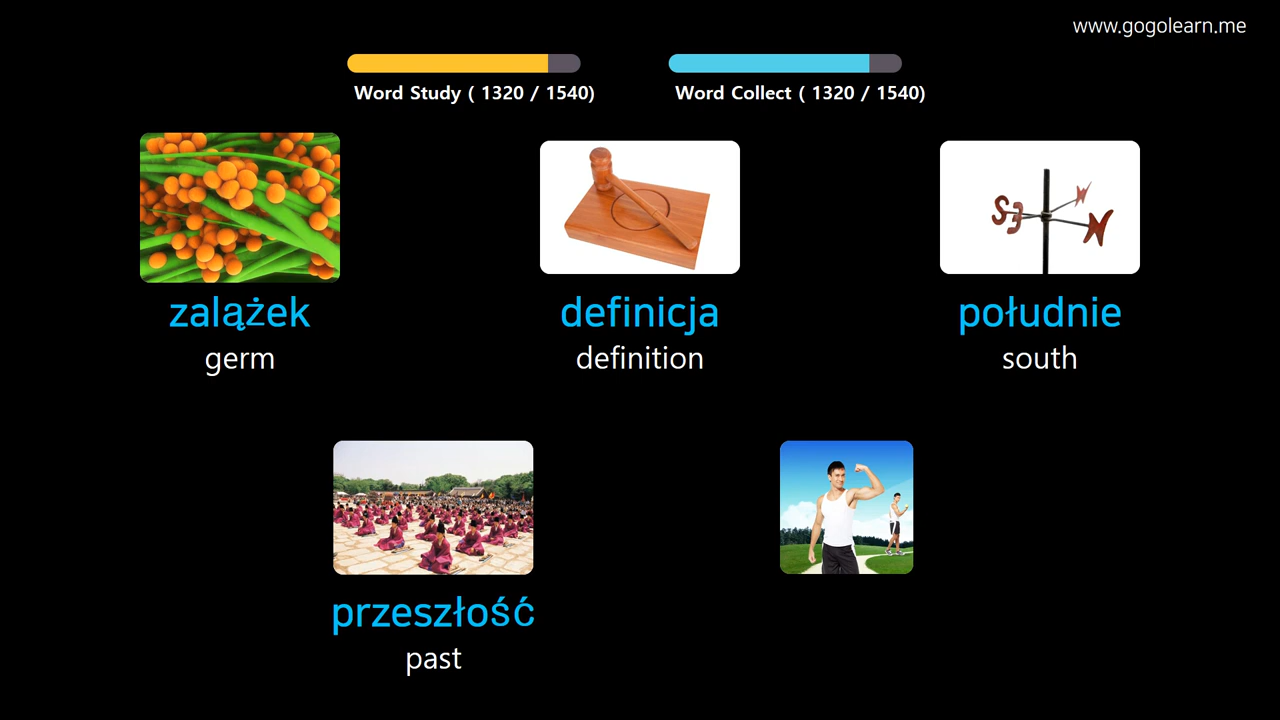 www.gogolearn.me
Word Study ( 1320 / 1540)
Word Collect ( 1320 / 1540)
S
N
zalążek
definicja
południe
germ
definition
south
przeszłość
past